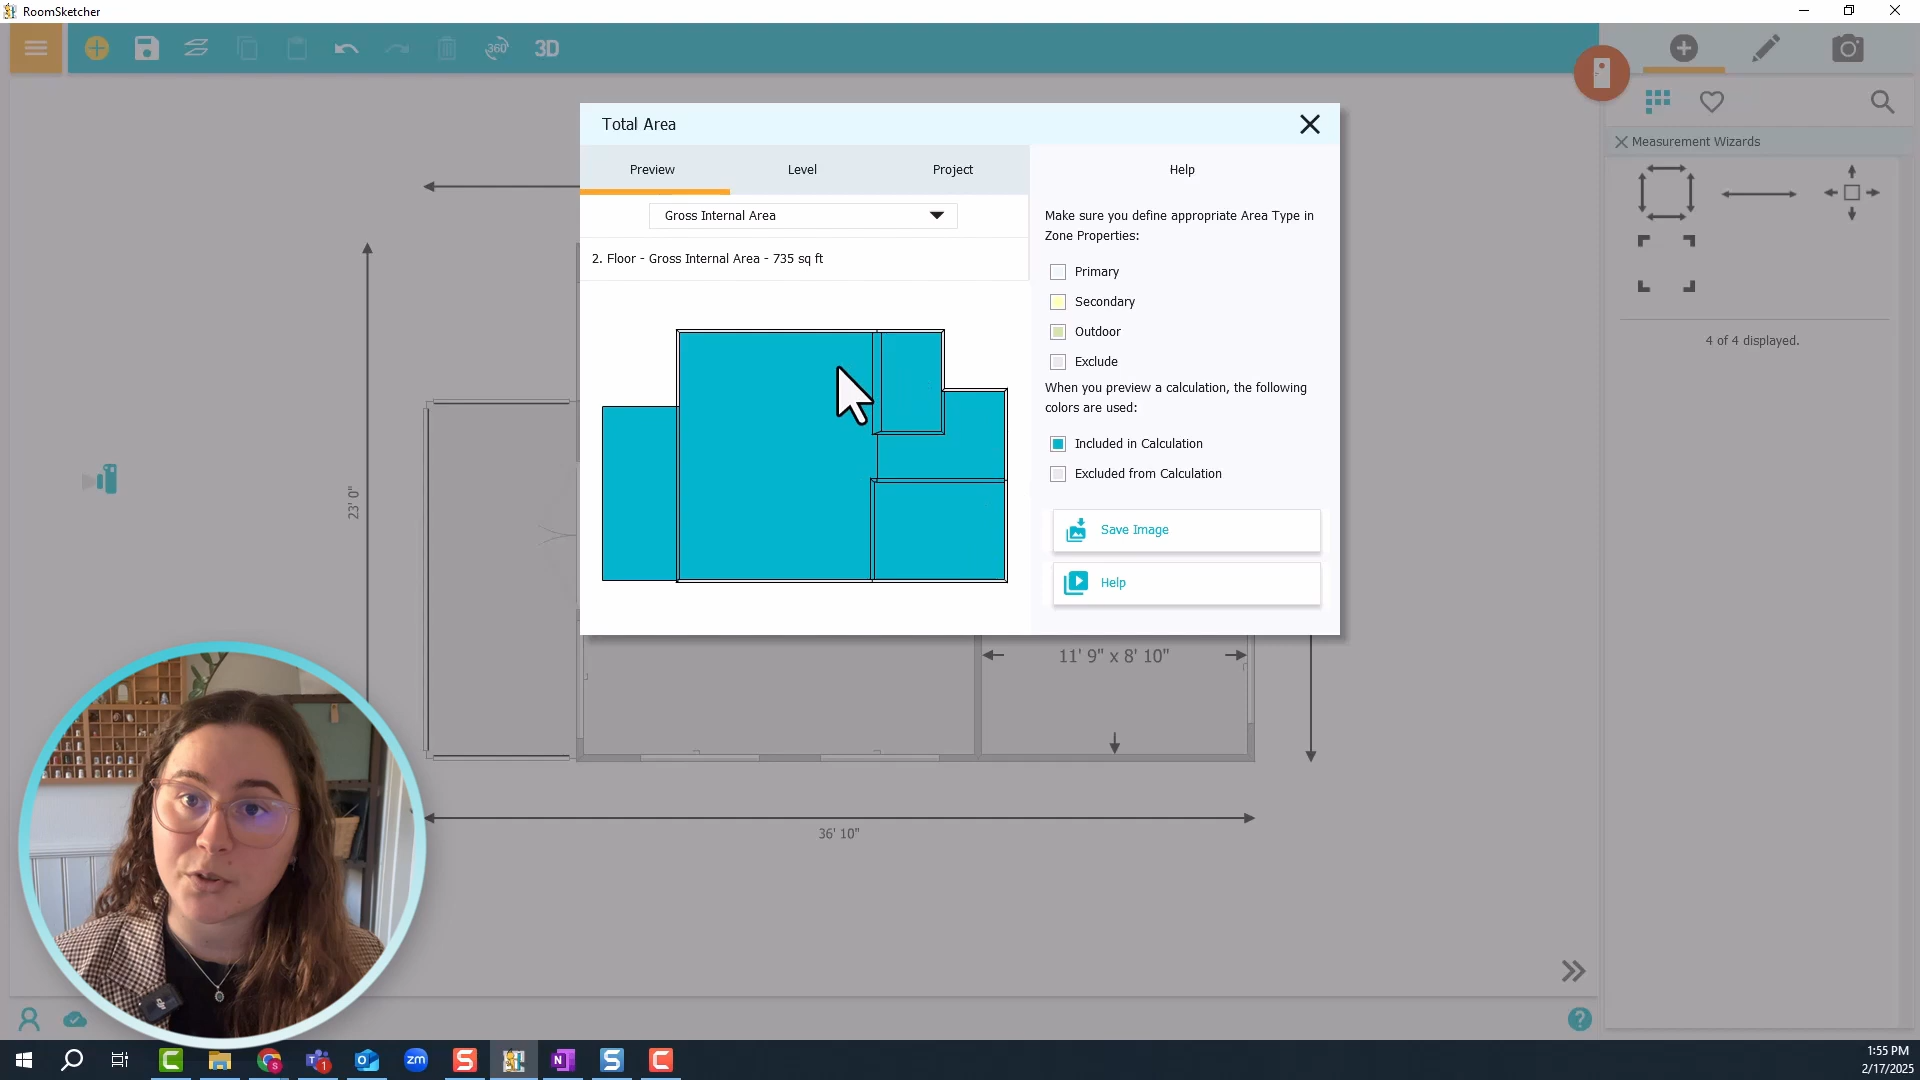 RoomSketcher
360
3D
Total Area
Preview
Level
Project
Help
Gross Internal Area
2. Floor - Gross Internal Area - 735 sq ft
Make sure you define appropriate Area Type in
Zone Properties:
Primary
Secondary
Outdoor
Exclude
When you preview a calculation, the following
colors are used:
Included in Calculation
Excluded from Calculation
Save Image
Help
Measurement Wizards
4 of 4 displayed.
23' 0"
11' 9" x 8' 10"
36' 10"
?
C
S
T
1
O
zm
S
N
S
C
1:55 PM
2/17/2025